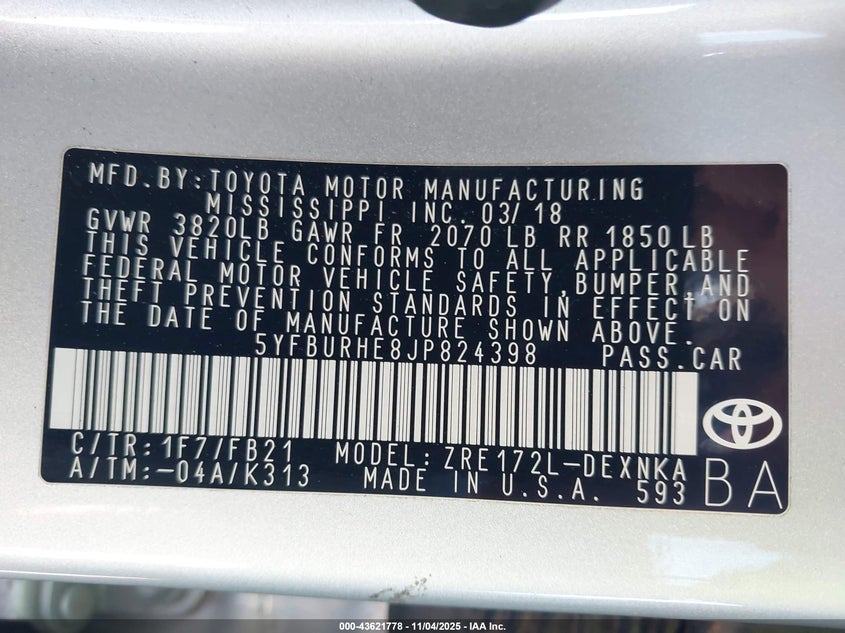 MFD.BY:TOYOTA MOTOR MANUFACTURING
MISSISSIPPI INC. 03/18
GVWR 3820LB GAWR FR 2070 LB RR 1850 LB
THIS VEHICLE CONFORMS TO ALL APPLICABLE
FEDERAL MOTOR VEHICLE SAFETY,BUMPER AND
THEFT PREVENTION STANDARDS IN EFFECT ON
THE DATE OF MANUFACTURE SHOWN ABOVE.
5YFBURHE8JP824398 PASS.CAR
C/TR:1F7/FB21 MODEL:ZRE172L-DEXNKA
A/TM:-04A/K313 MADE IN U.S.A. 593
BA
000-43621778 - 11/04/2025 - IAA Inc.